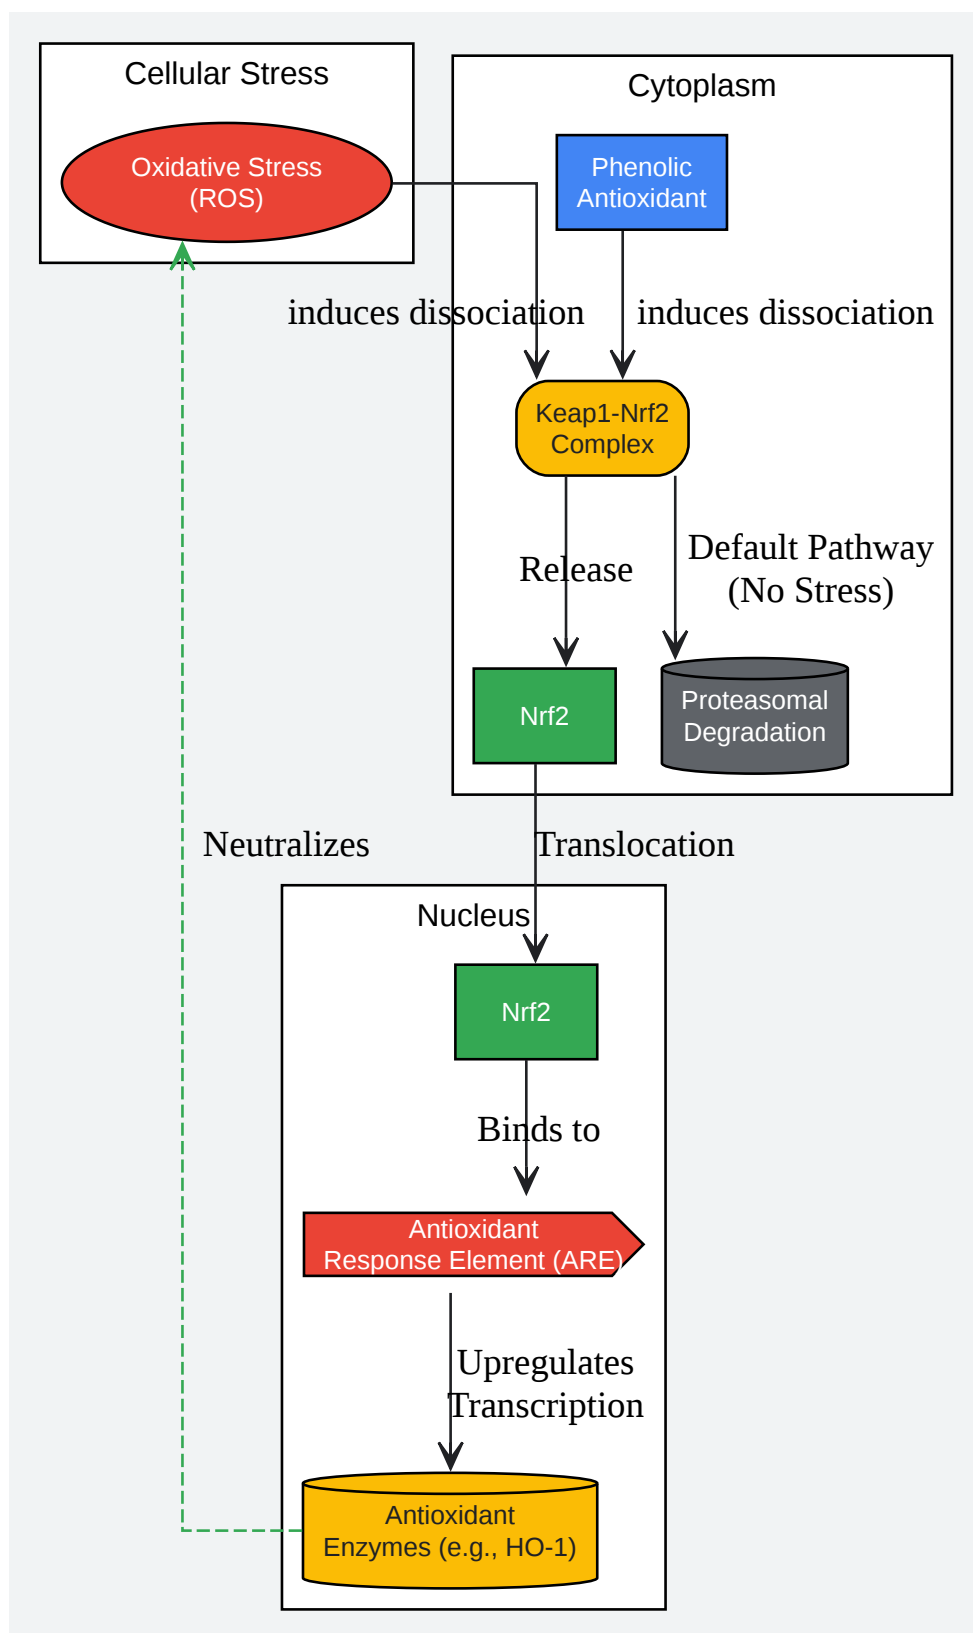 Cellular Stress
Oxidative Stress
(ROS)
Cytoplasm
Phenolic
Antioxidant
induces dissociation
induces dissociation
Keap1-Nrf2
Complex
Release
Default Pathway
(No Stress)
Nrf2
Proteasomal
Degradation
Neutralizes
Translocation
Nucleus
Nrf2
Binds to
Antioxidant
Response Element (ARE)
Upregulates
Transcription
Antioxidant
Enzymes (e.g., HO-1)